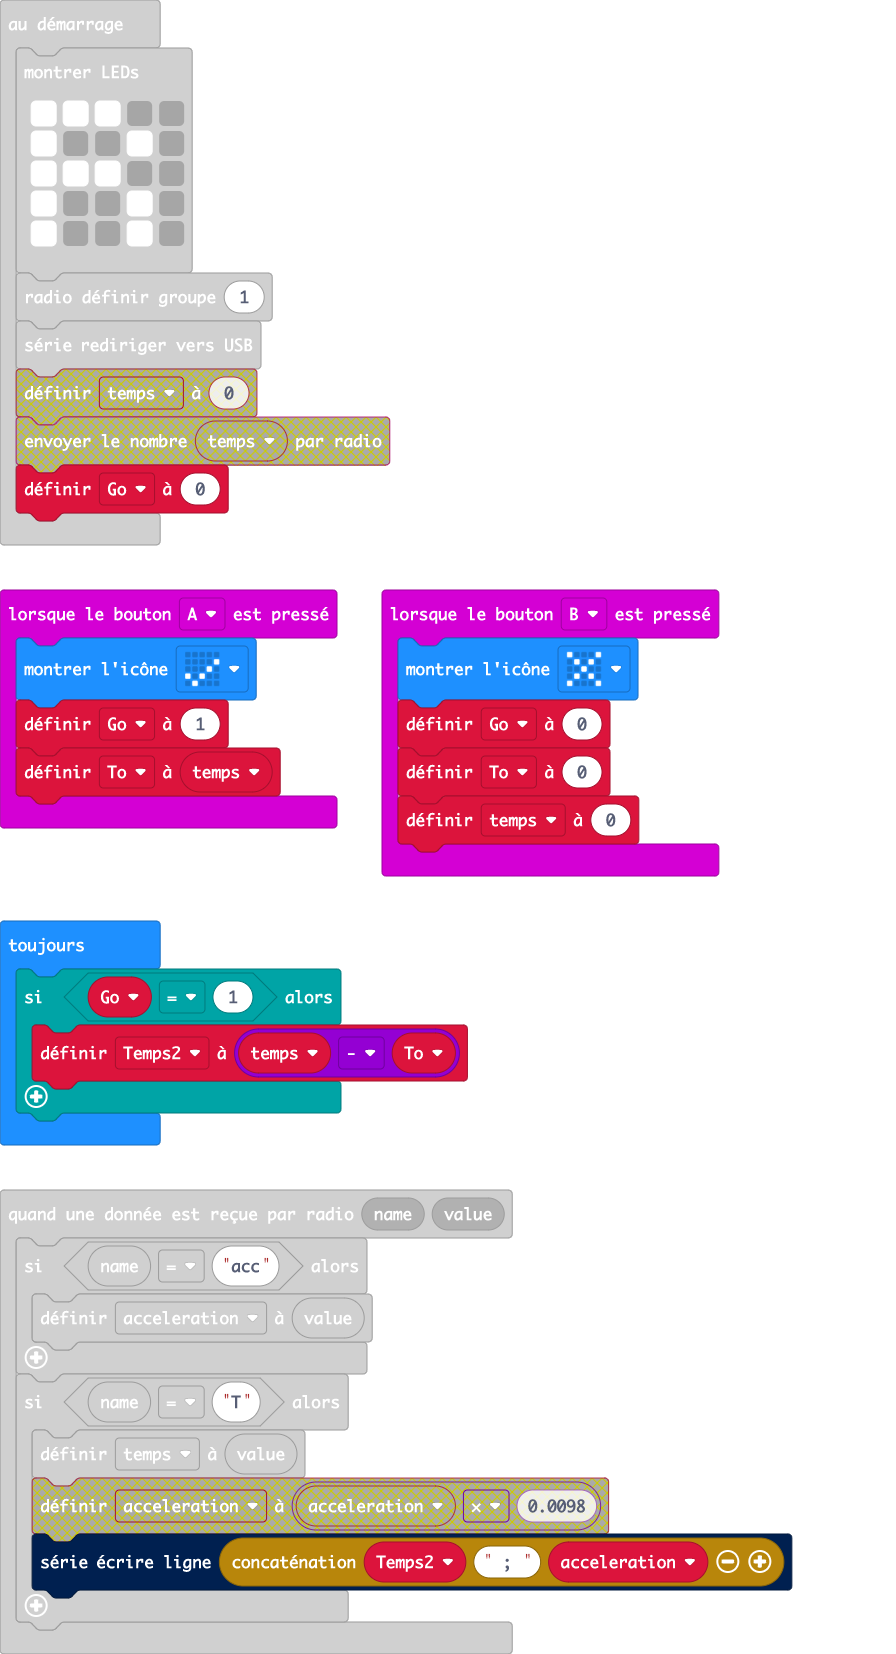 au démarrage
montrer LEDs
radio définir groupe 1
série rediriger vers USB
définir temps à 0
envoyer le nombre temps par radio
définir Go à 0
lorsque le bouton A est pressé
montrer l'icône
définir Go à 1
définir To à temps
lorsque le bouton B est pressé
montrer l'icône
définir Go à 0
définir To à 0
définir temps à 0
toujours
si Go = 1 alors
définir Temps2 à temps - To
quand une donnée est reçue par radio name value
si name = "acc" alors
définir acceleration à value
si name = "T" alors
définir temps à value
définir acceleration à acceleration × 0.0098
série écrire ligne concaténation Temps2 " ; " acceleration